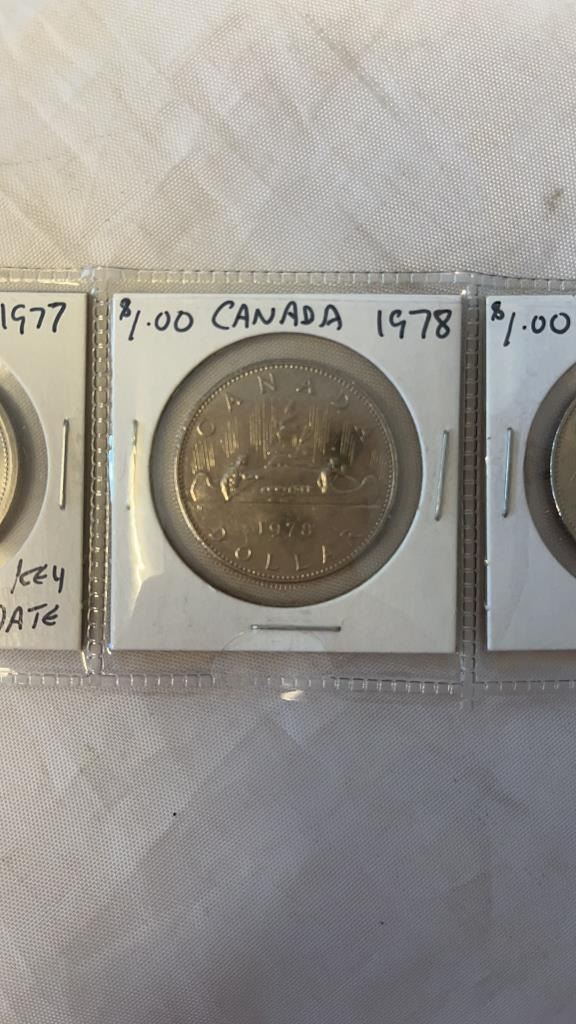 1977
KEY
DATE
$1.00 CANADA 1978
CANADA
1978
DOLLAR
$1.00